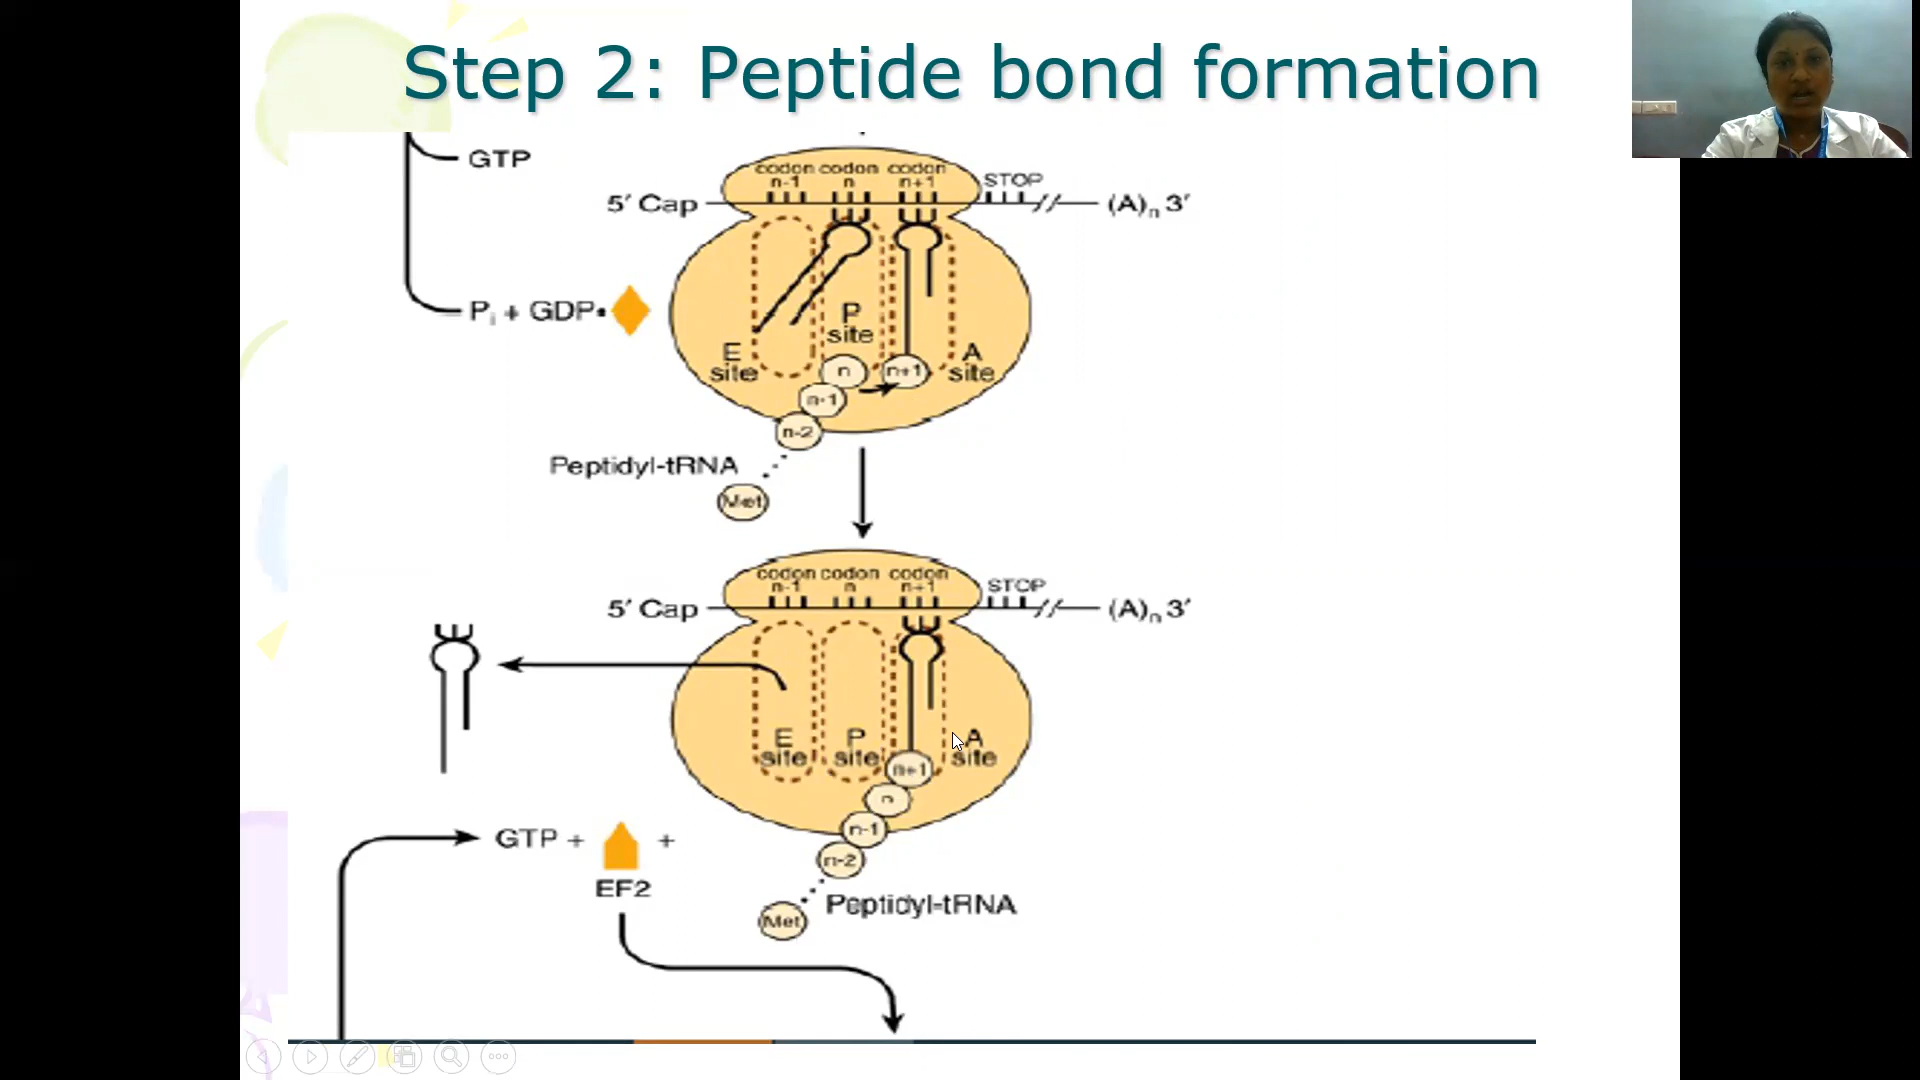 Step 2: Peptide bond formation
GTP
codon codon codon
n-1 n n+1
STOP
5′ Cap
(A)n 3′
Pi + GDP•
P
site
E
site
A
site
n
n+1
n-1
n-2
Peptidyl-tRNA
Met
codon codon codon
n-1 n n+1
STOP
5′ Cap
(A)n 3′
E
site
P
site
A
site
n+1
n
n-1
n-2
GTP + +
EF2
Peptidyl-tRNA
Met